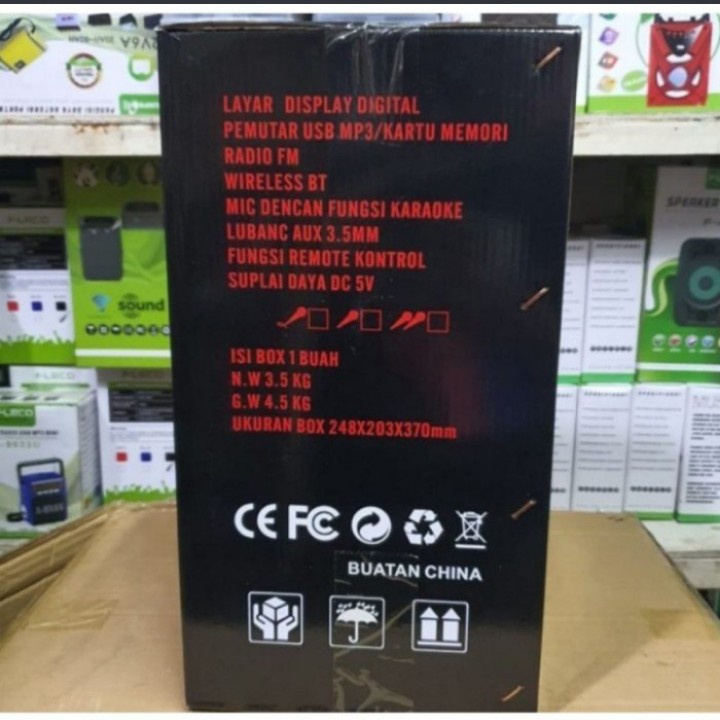 LAYAR DISPLAY DIGITAL
PEMUTAR USB MP3/KARTU MEMORI
RADIO FM
WIRELESS BT
MIC DENCAN FUNGSI KARAOKE
LUBANC AUX 3.5MM
FUNGSI REMOTE KONTROL
SUPLAI DAYA DC 5V
ISI BOX 1 BUAH
N.W 3.5 KG
G.W 4.5 KG
UKURAN BOX 248X203X370mm
CE FC
BUATAN CHINA
sound
SPEAKER